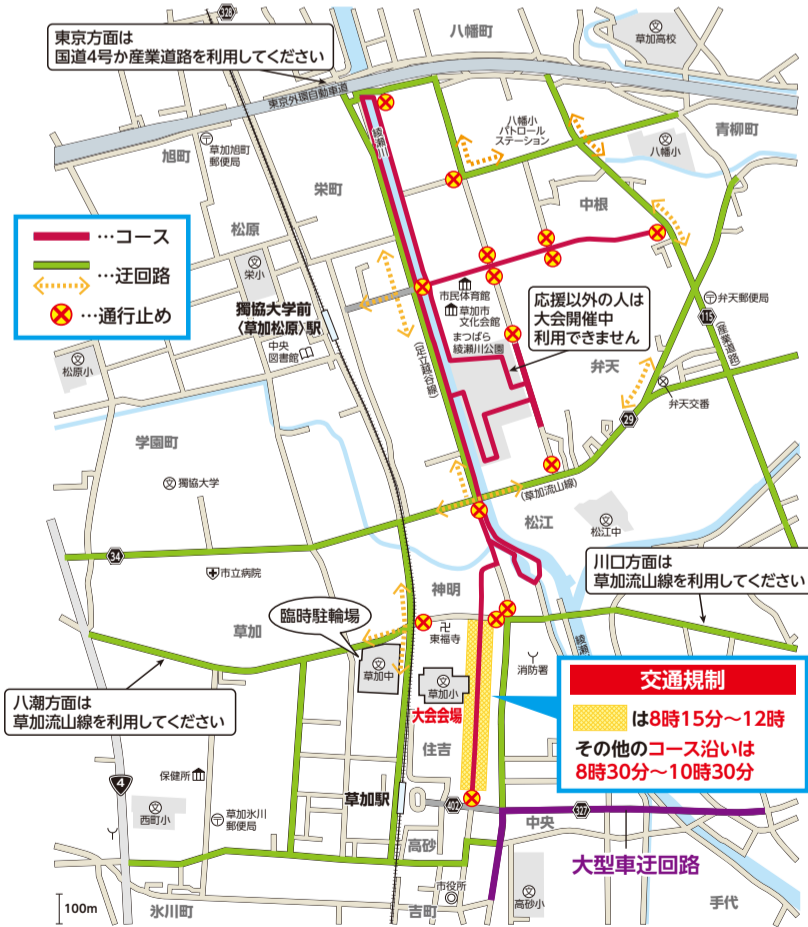 328
八幡町
草加高校
東京方面は
国道4号か産業道路を利用してください
東京外環自動車道
綾瀬川
八幡小
パトロール
ステーション
青柳町
八幡小
旭町
草加旭町
郵便局
栄町
中根
松原
…コース
…迂回路
…通行止め
栄小
獨協大学前
〈草加松原〉駅
中央
図書館
松原小
市民体育館
草加市
文化会館
まつばら
綾瀬川公園
応援以外の人は
大会開催中
利用できません
弁天郵便局
115
(産業道路)
弁天
弁天交番
29
(足立越谷線)
学園町
獨協大学
(草加流山線)
松江
松江中
34
市立病院
川口方面は
草加流山線を利用してください
神明
草加
臨時駐輪場
東福寺
消防署
綾瀬川
草加中
草加小
大会会場
八潮方面は
草加流山線を利用してください
交通規制
は8時15分～12時
その他のコース沿いは
8時30分～10時30分
住吉
4
保健所
西町小
草加氷川
郵便局
草加駅
402
327
中央
高砂
大型車迂回路
市役所
高砂小
手代
100m
氷川町
吉町